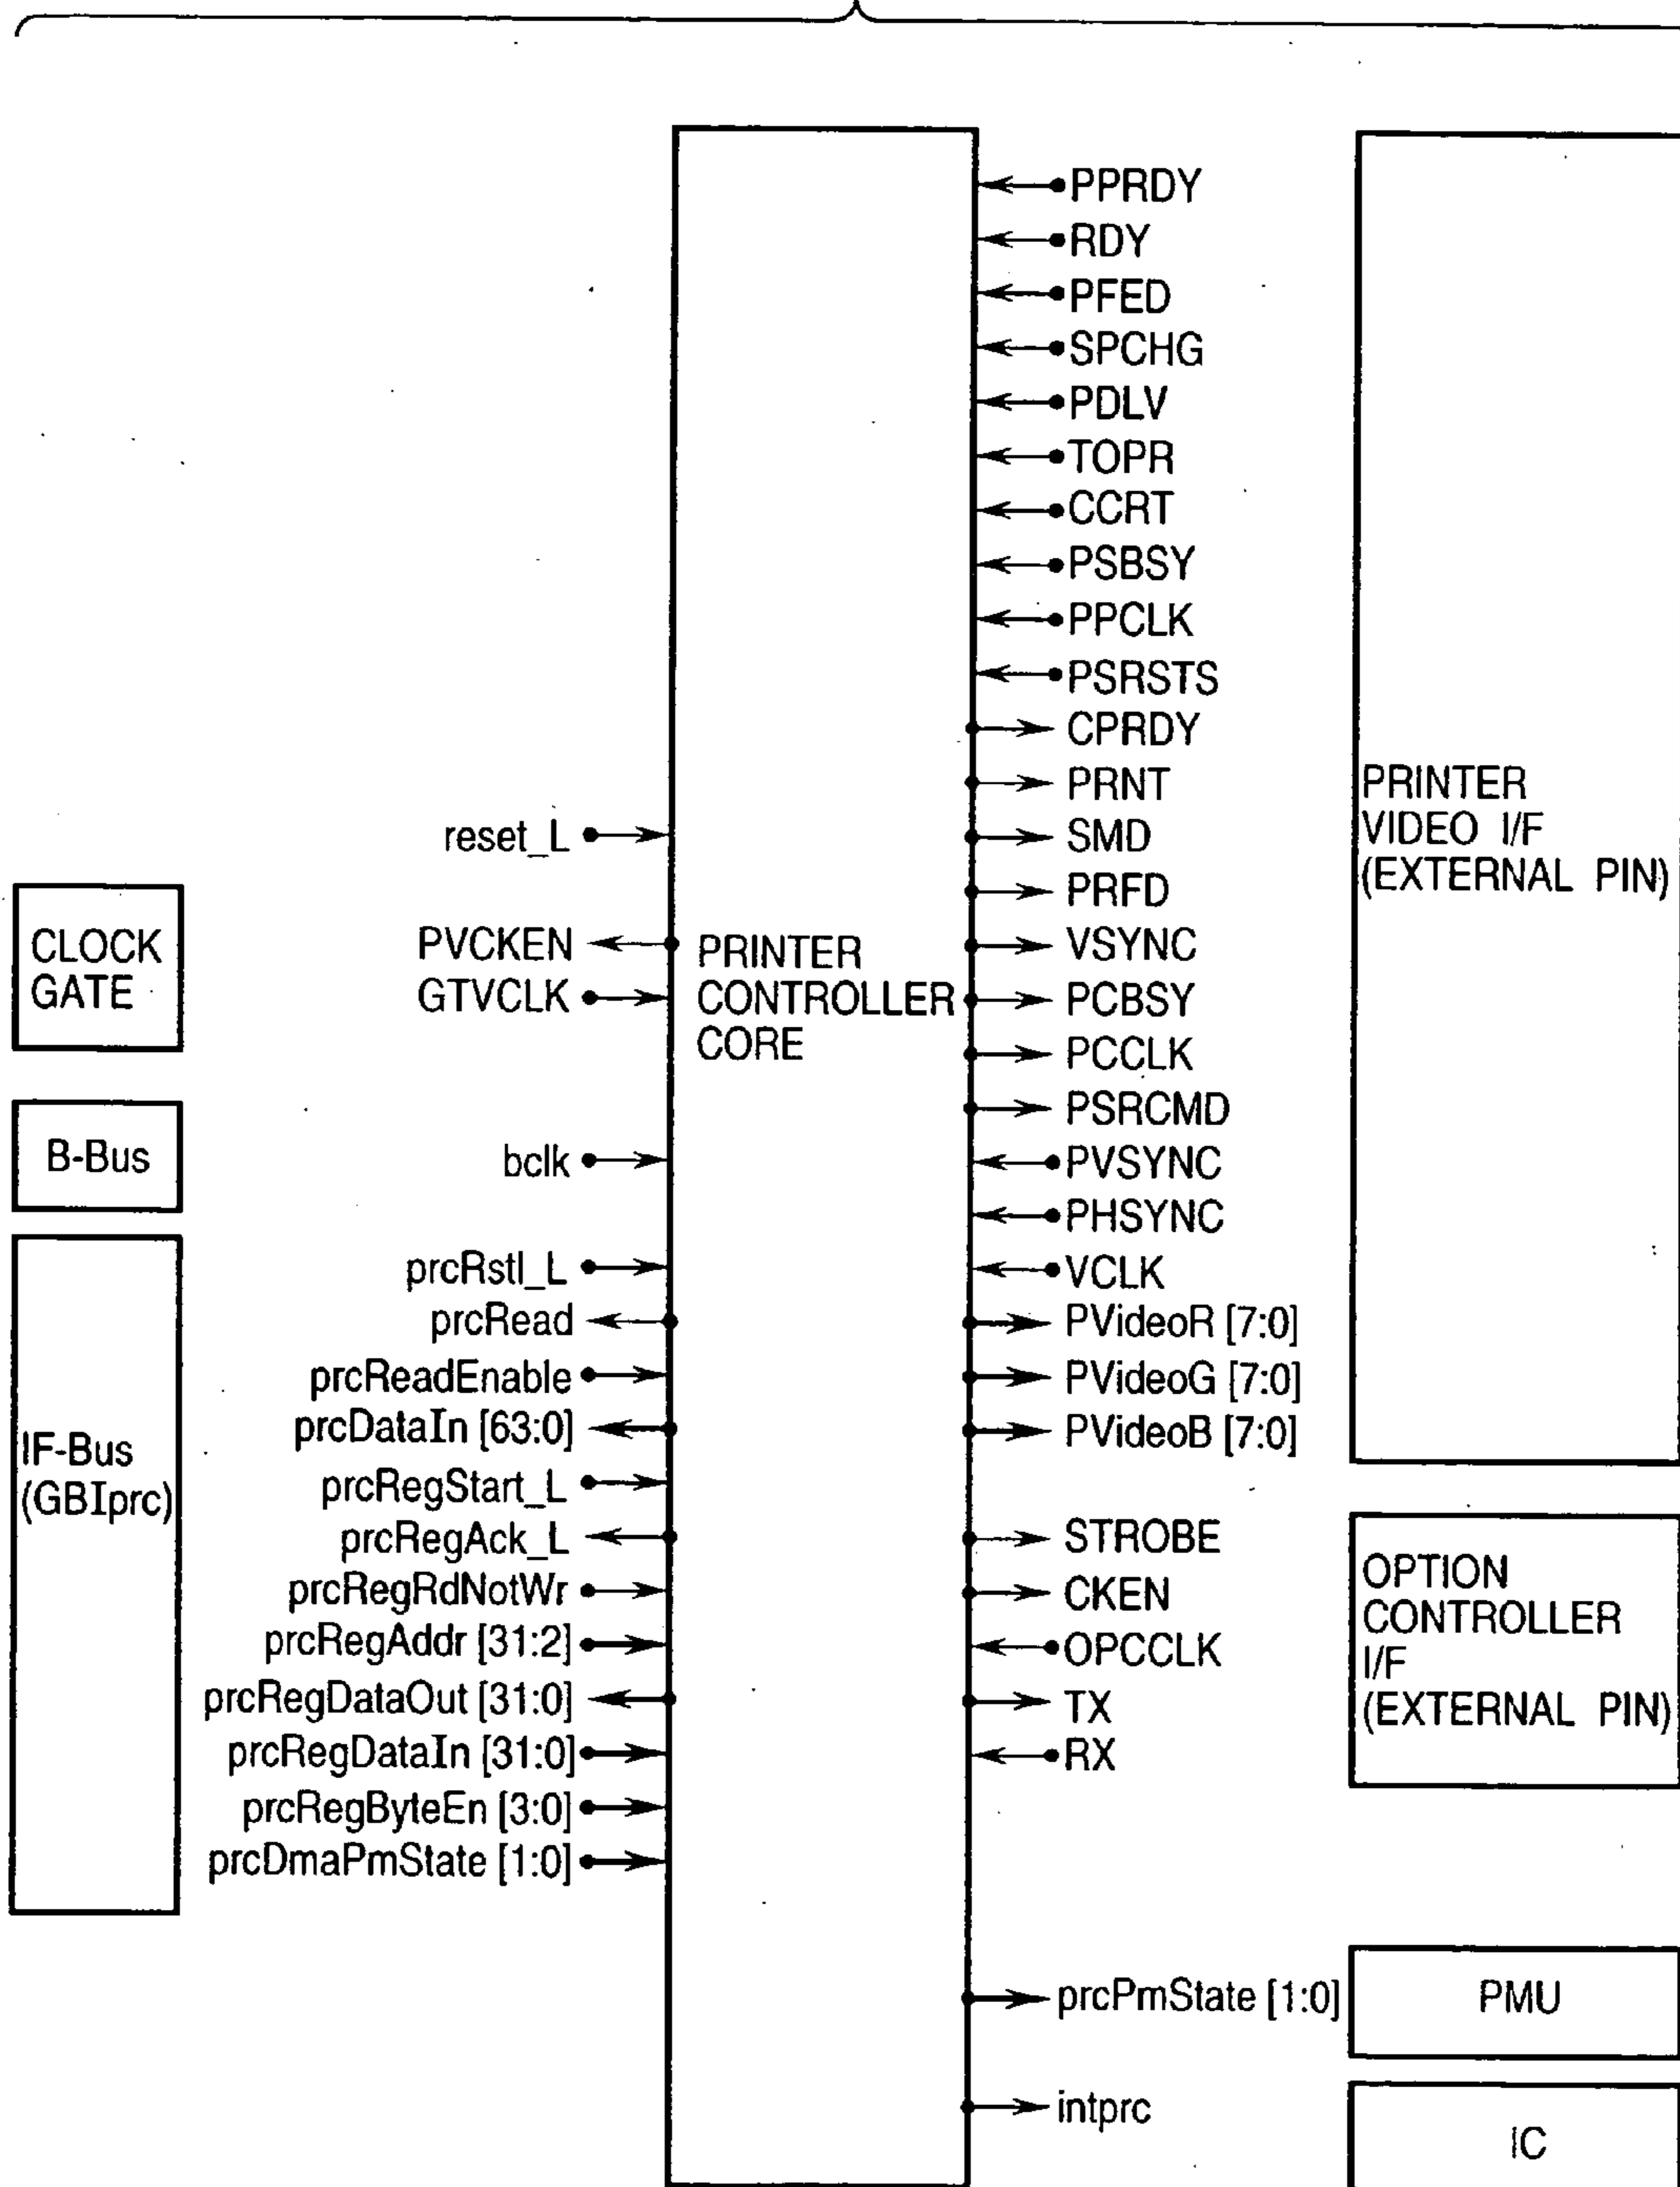 PPRDY
RDY
PFED
SPCHG
PDLV
TOPR
CCRT
PSBSY
PPCLK
PSRSTS
CPRDY
PRNT
SMD
PRFD
VSYNC
PCBSY
PCCLK
PSRCMD
PVSYNC
PHSYNC
VCLK
PVideoR [7:0]
PVideoG [7:0]
PVideoB [7:0]
STROBE
CKEN
OPCCLK
TX
RX
prcPmState [1:0]
intprc
reset_L
PVCKEN
GTVCLK
bclk
prcRstl_L
prcRead
prcReadEnable
prcDataIn [63:0]
prcRegStart_L
prcRegAck_L
prcRegRdNotWr
prcRegAddr [31:2]
prcRegDataOut [31:0]
prcRegDataIn [31:0]
prcRegByteEn [3:0]
prcDmaPmState [1:0]
CLOCK
GATE
B-Bus
IF-Bus
(GBIprc)
PRINTER
CONTROLLER
CORE
PRINTER
VIDEO I/F
(EXTERNAL PIN)
OPTION
CONTROLLER
I/F
(EXTERNAL PIN)
PMU
IC